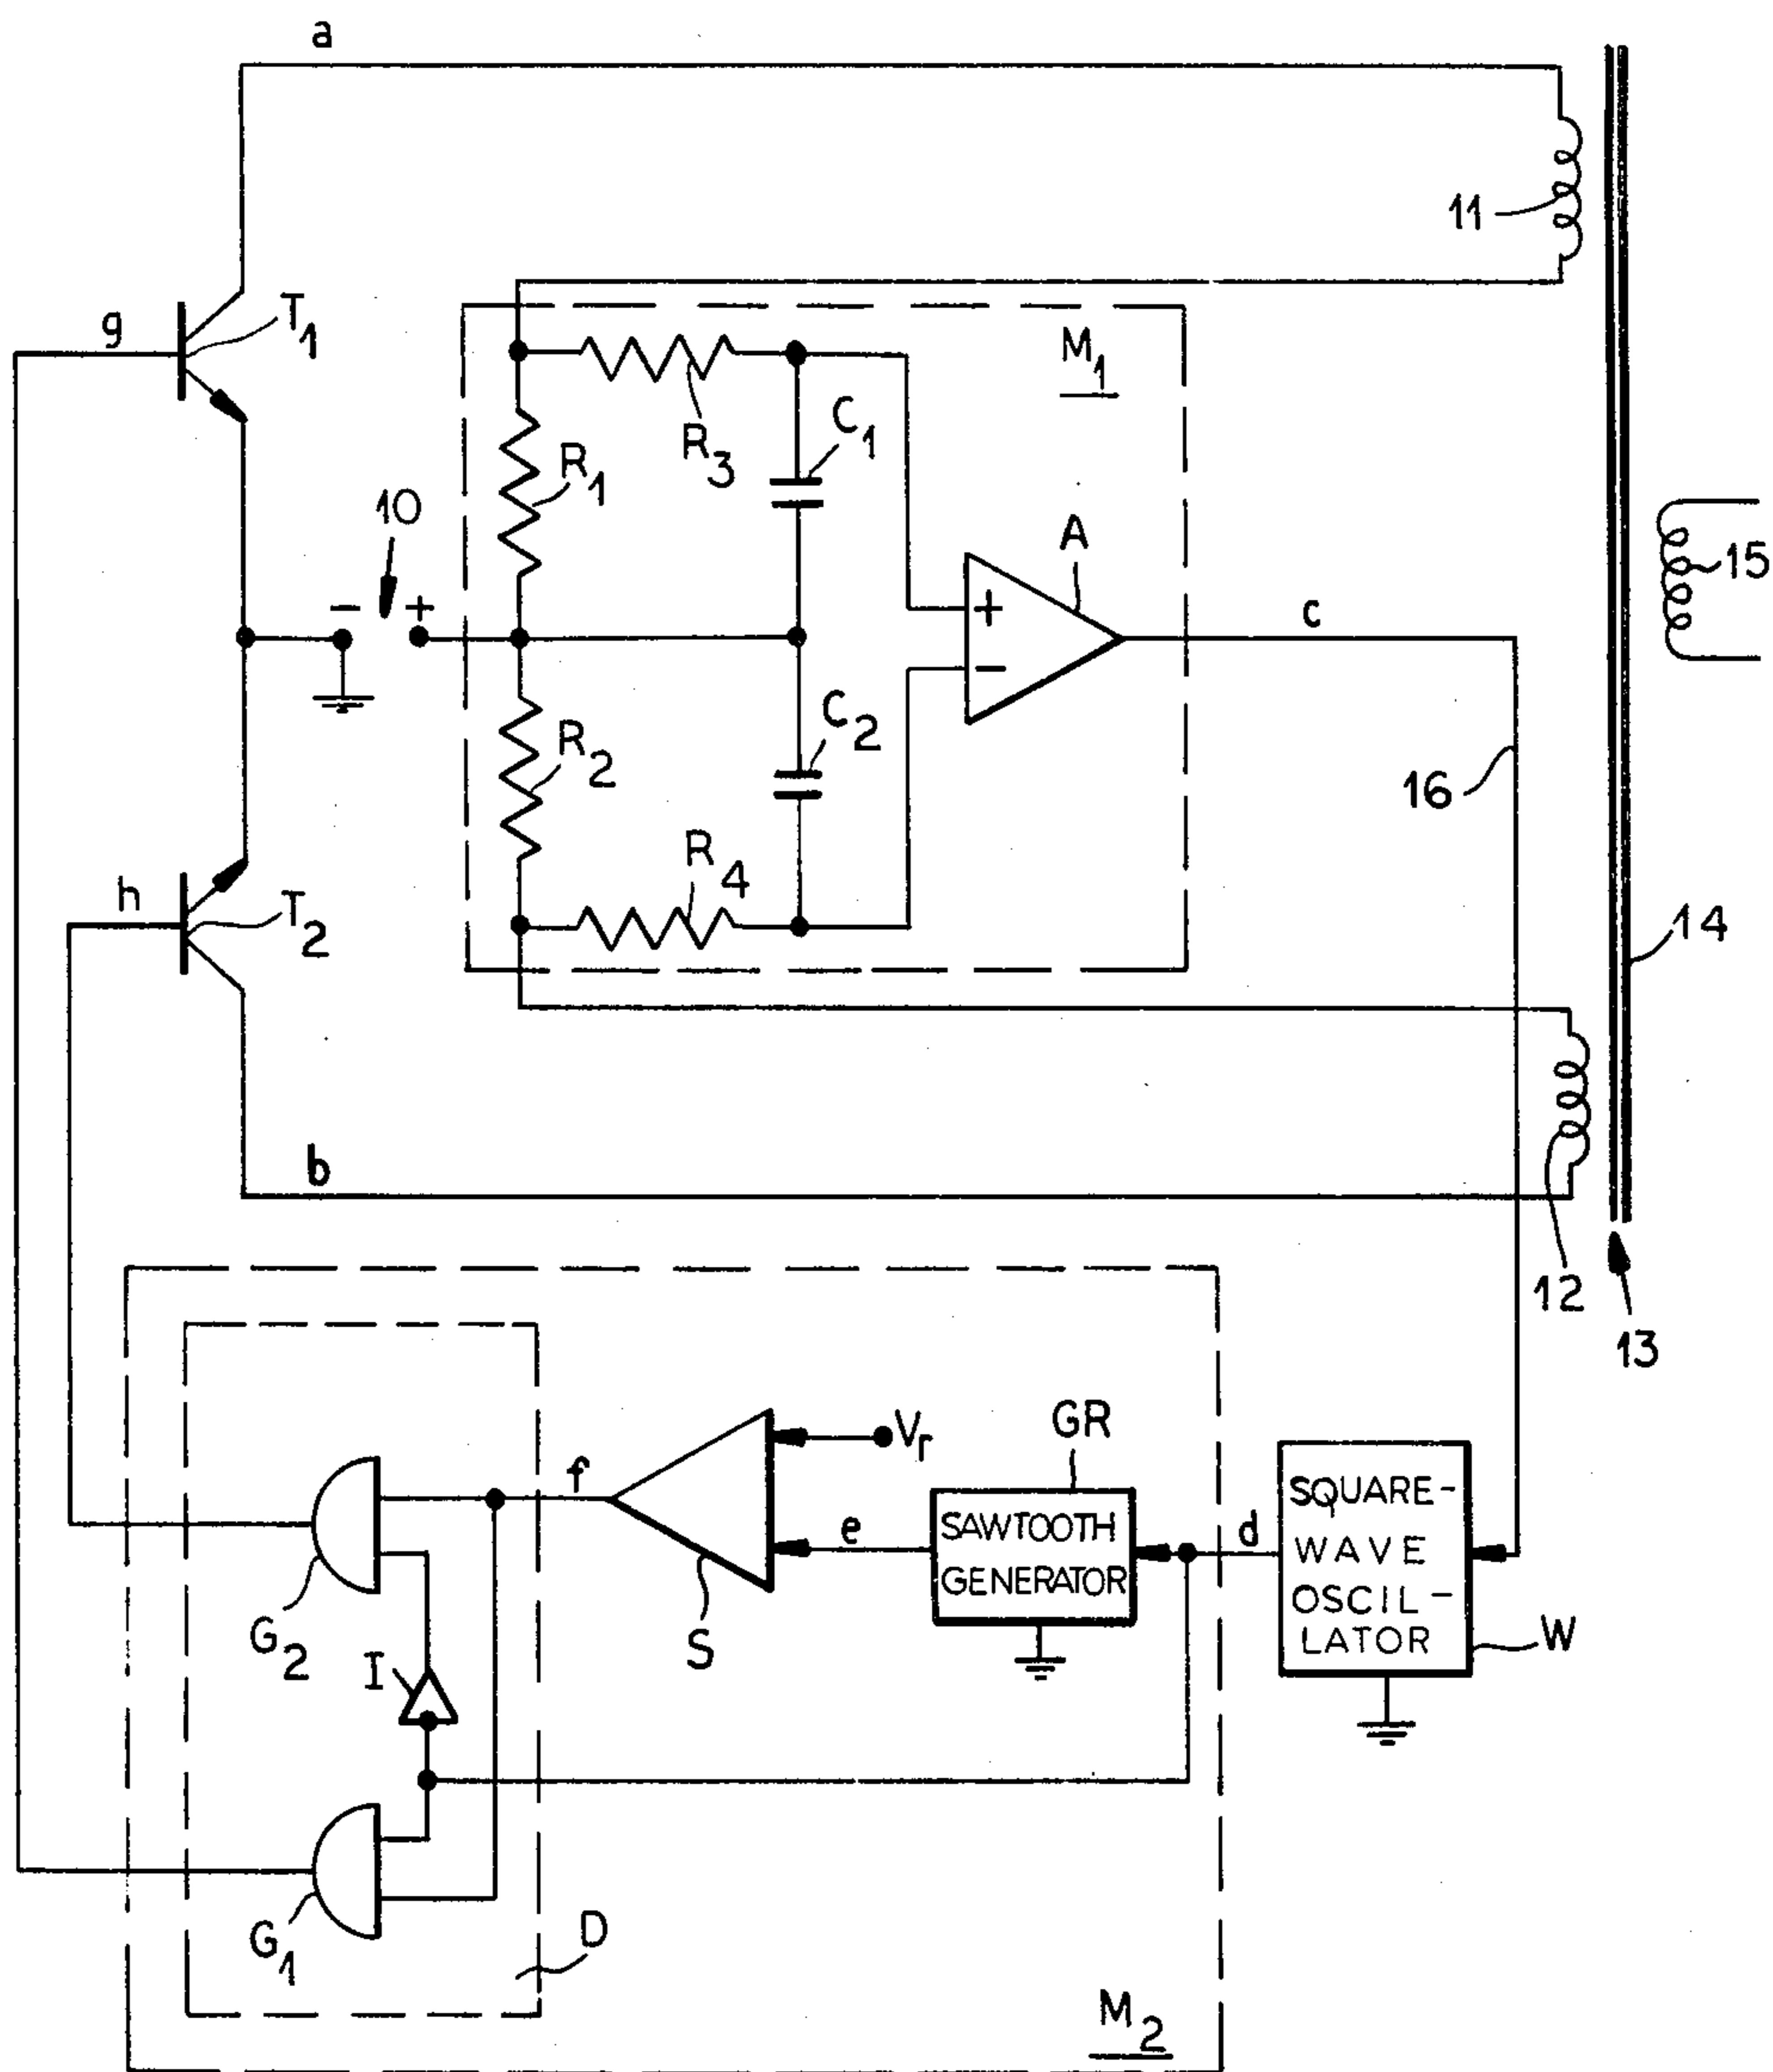 a
11
g
T1
M1
R3
C1
R1
10
A
- +
+
c
15
-
C2
R2
16
R4
h
T2
14
b
12
13
Vr
GR
f
SQUARE-
WAVE
OSCIL-
LATOR
SAWTOOTH
GENERATOR
e
d
G2
S
W
I
G1
D
M2